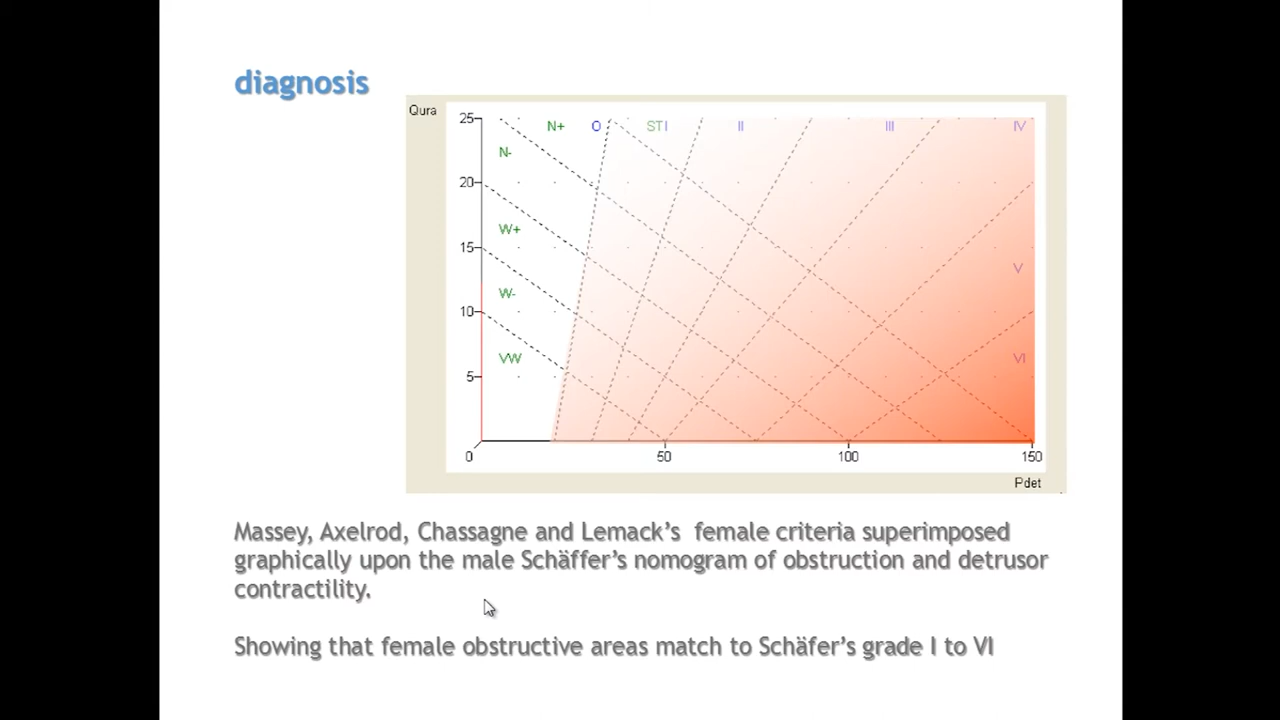 diagnosis
Qura
25
N+ O STI II III IV
N-
20
W+
15
V
W-
10
VW VI
5
0 50 100 150
Pdet
Massey, Axelrod, Chassagne and Lemack's female criteria superimposed
graphically upon the male Schäffer's nomogram of obstruction and detrusor
contractility.
Showing that female obstructive areas match to Schäfer's grade I to VI